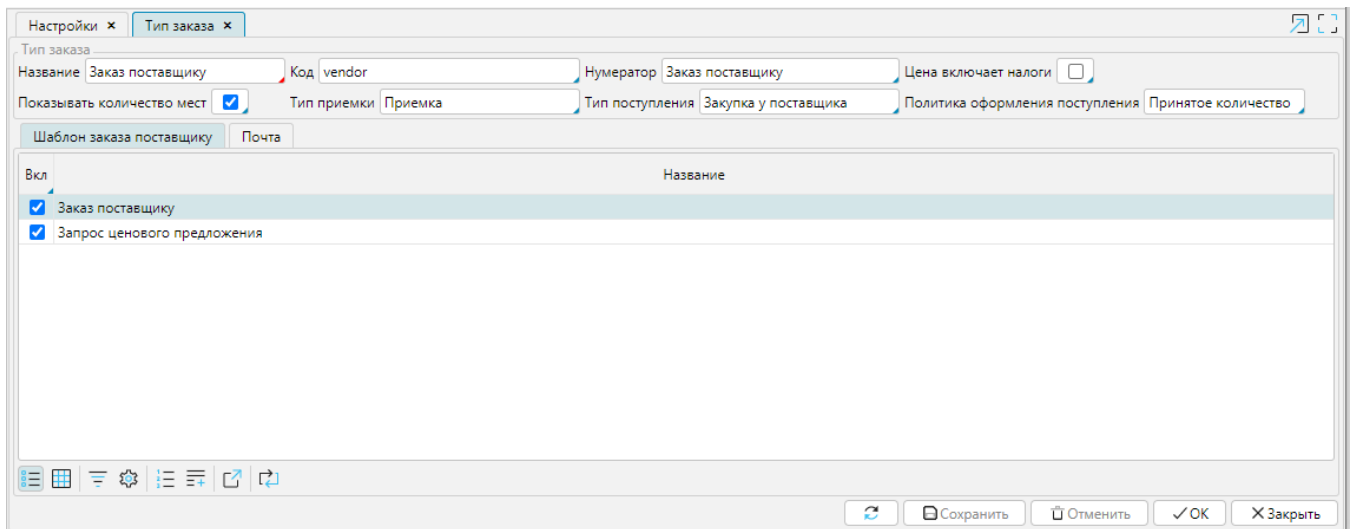 Настройки × Тип заказа ×
Тип заказа
Название Заказ поставщику Код vendor Нумератор Заказ поставщику Цена включает налоги
Показывать количество мест Тип приемки Приемка Тип поступления Закупка у поставщика Политика оформления поступления Принятое количество
Шаблон заказа поставщику Почта
Вкл Название
Заказ поставщику
Запрос ценового предложения
Сохранить Отменить OK Закрыть